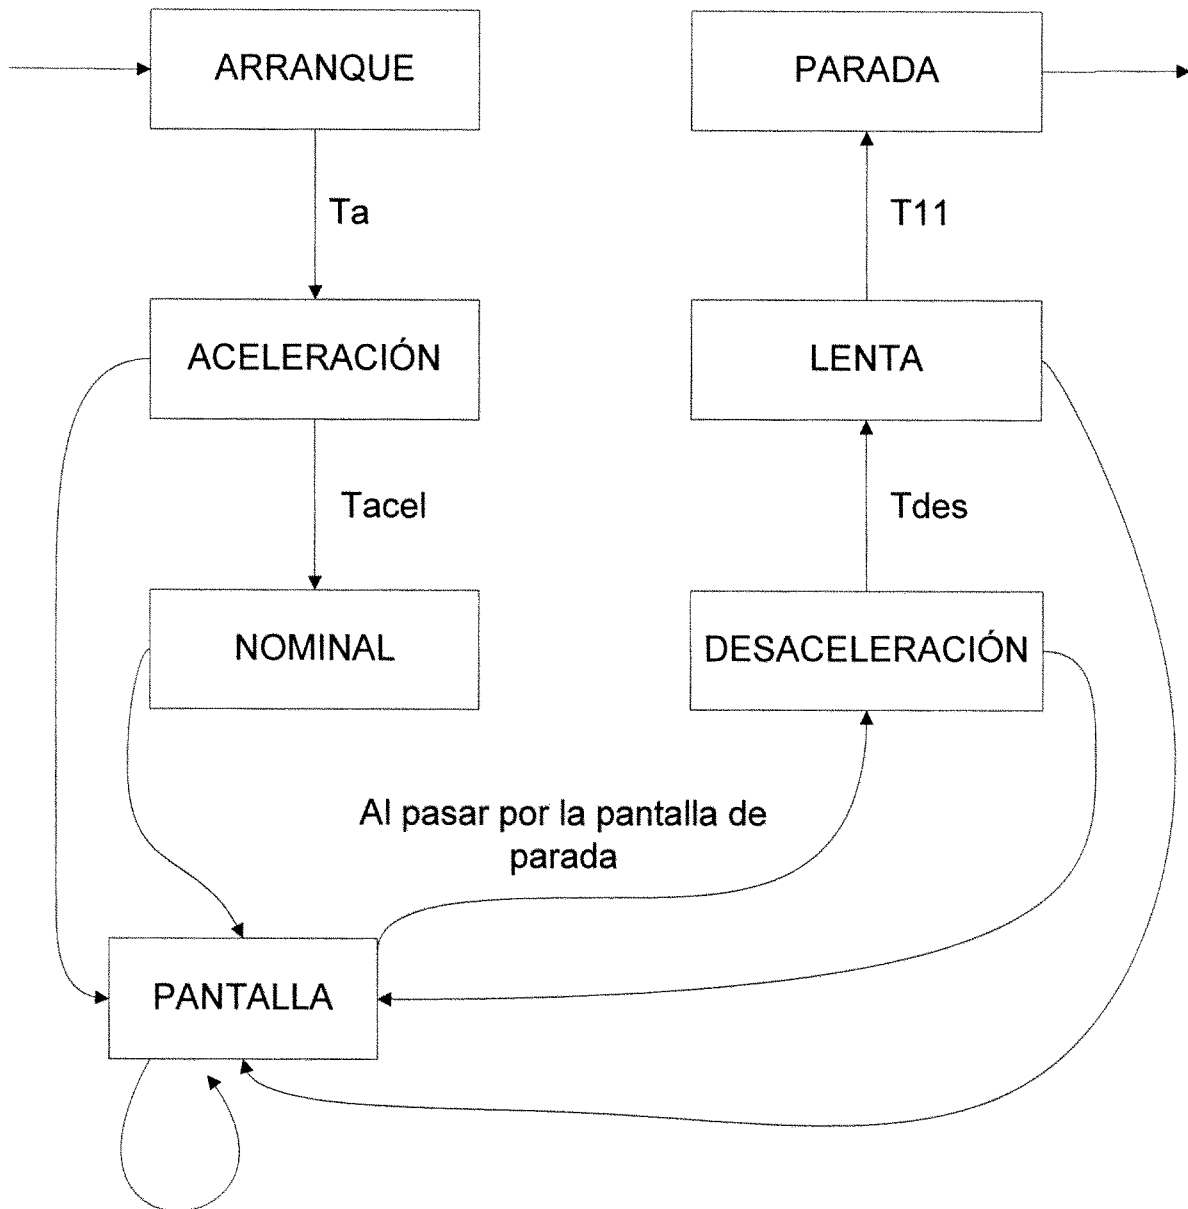 ARRANQUE
PARADA
Ta
T11
ACELERACIÓN
LENTA
Tacel
Tdes
NOMINAL
DESACELERACIÓN
Al pasar por la pantalla de
parada
PANTALLA